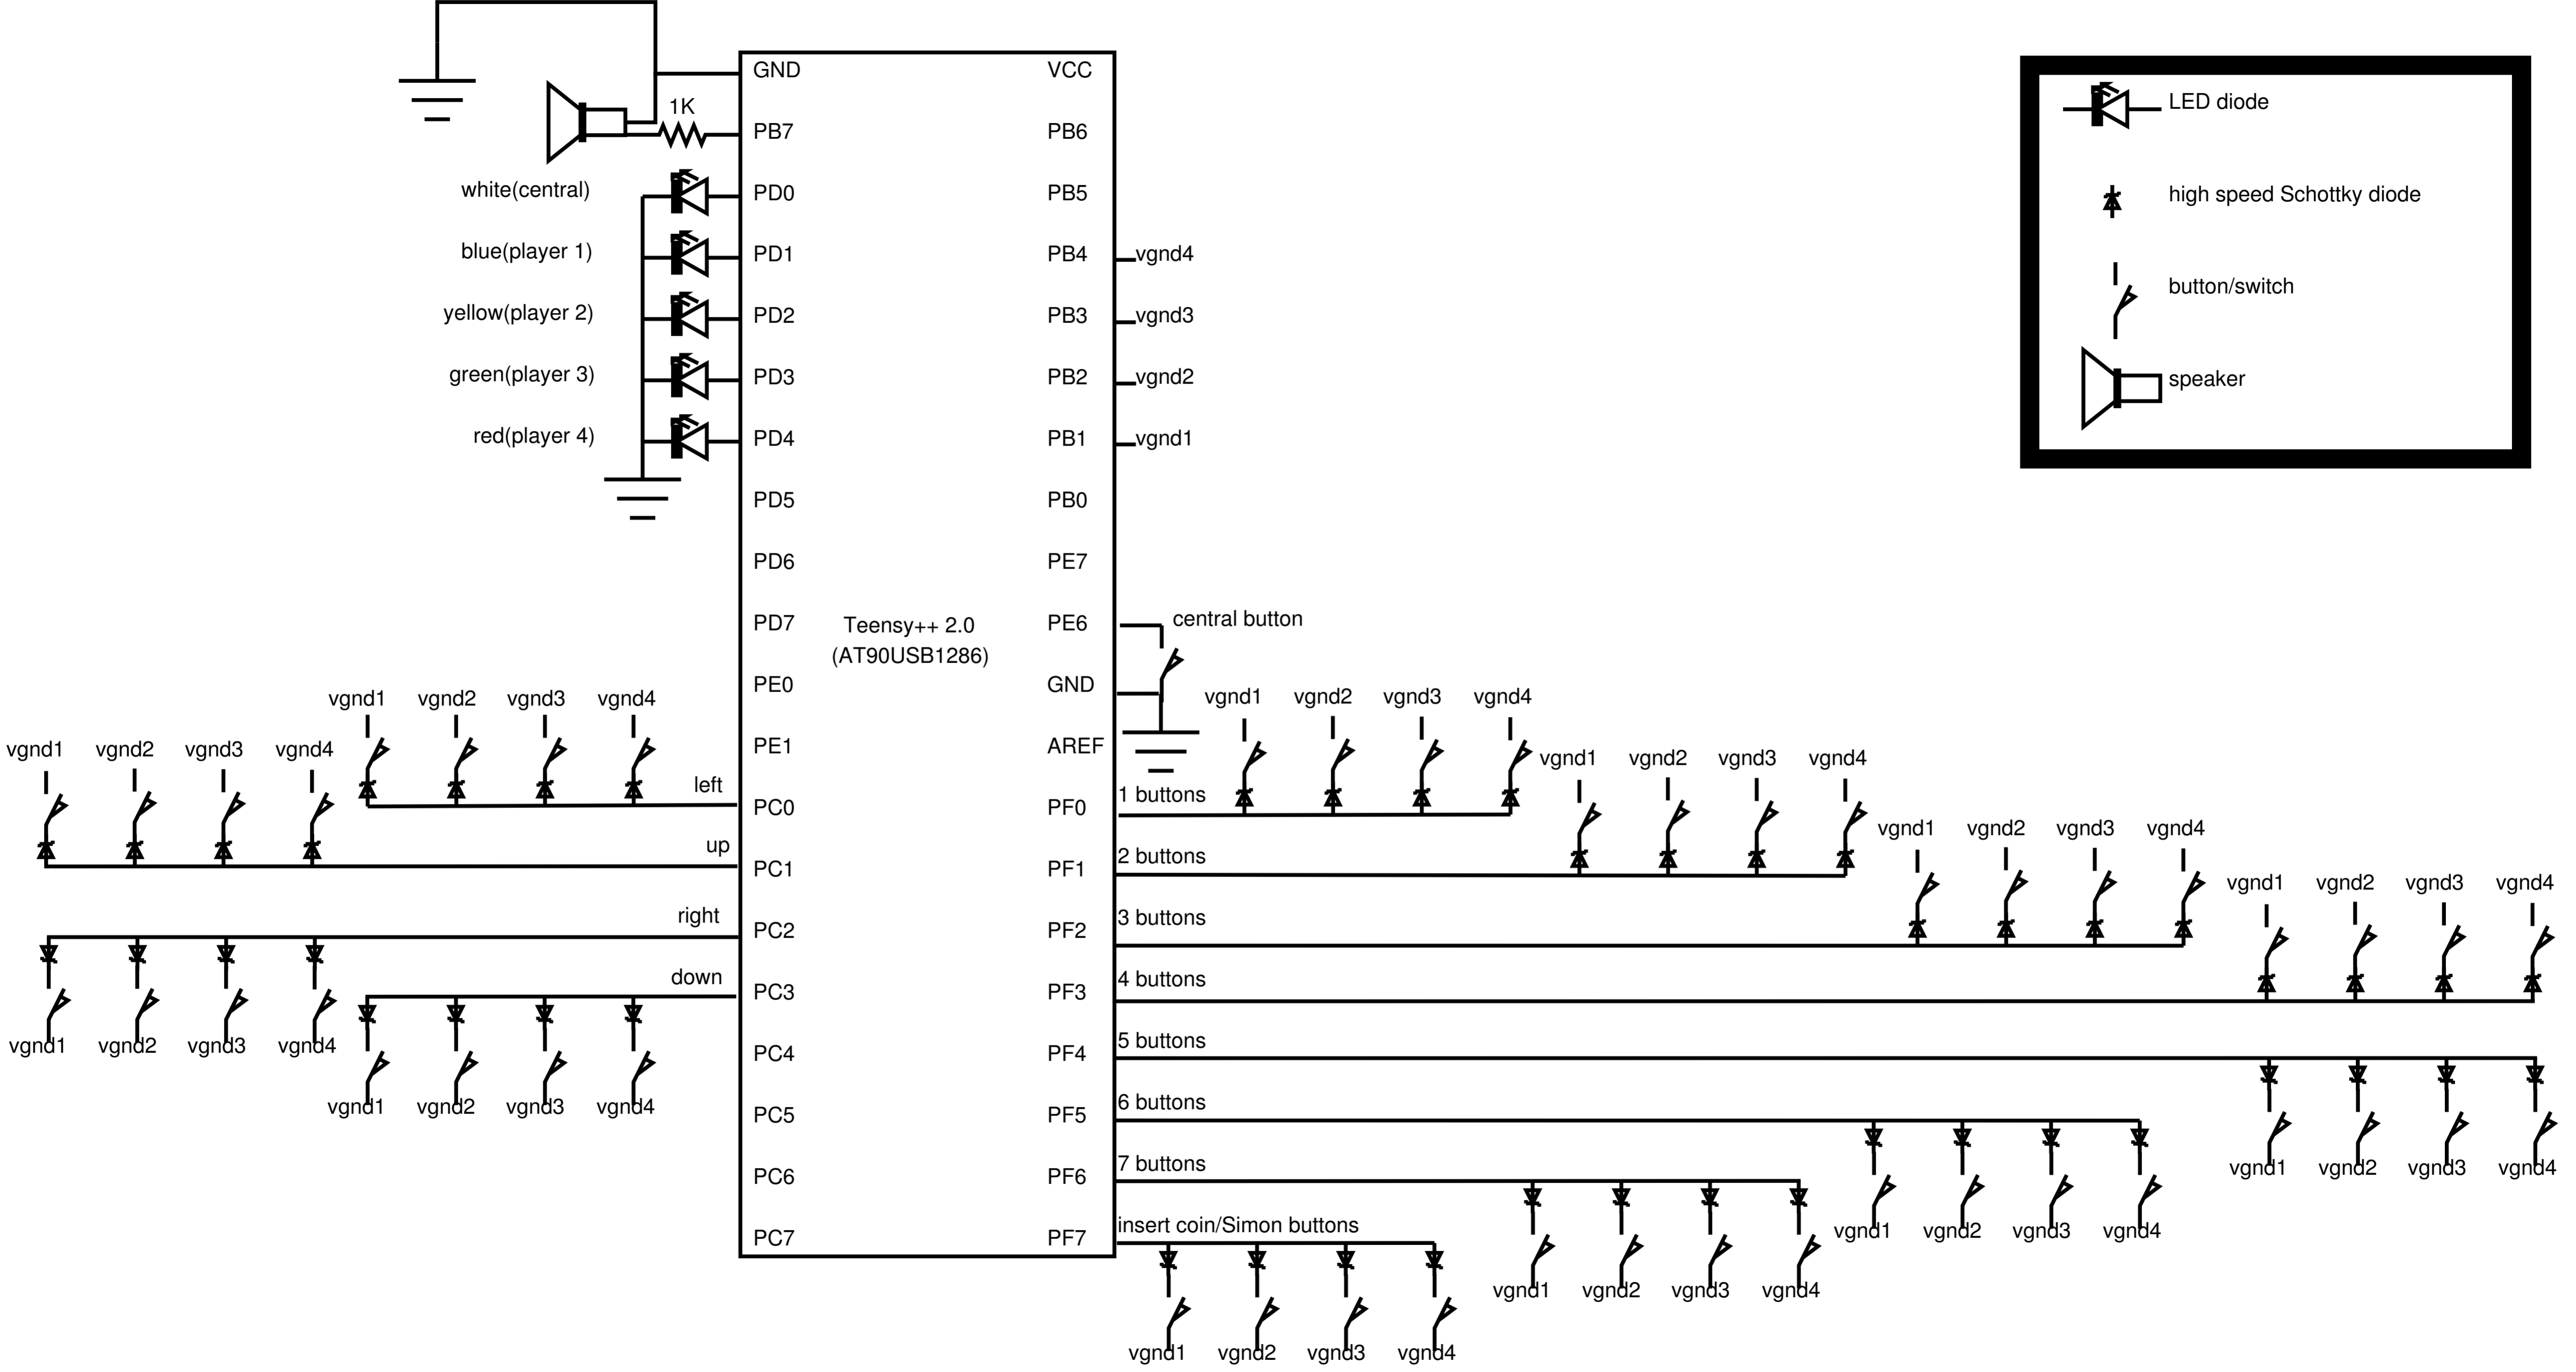 GND
VCC
1K
PB7
PB6
white(central)
PD0
PB5
blue(player 1)
PD1
PB4
vgnd4
yellow(player 2)
PD2
PB3
vgnd3
green(player 3)
PD3
PB2
vgnd2
red(player 4)
PD4
PB1
vgnd1
PD5
PB0
PD6
PE7
PD7
Teensy++ 2.0
(AT90USB1286)
PE6
central button
PE0
GND
PE1
AREF
LED diode
high speed Schottky diode
button/switch
speaker
vgnd1 vgnd2 vgnd3 vgnd4
left
PC0
vgnd1 vgnd2 vgnd3 vgnd4
up
PC1
right
PC2
vgnd1 vgnd2 vgnd3 vgnd4
down
PC3
vgnd1 vgnd2 vgnd3 vgnd4
PC4
PC5
PC6
PC7
vgnd1 vgnd2 vgnd3 vgnd4
PF0
1 buttons
vgnd1 vgnd2 vgnd3 vgnd4
PF1
2 buttons
vgnd1 vgnd2 vgnd3 vgnd4
PF2
3 buttons
vgnd1 vgnd2 vgnd3 vgnd4
PF3
4 buttons
PF4
5 buttons
vgnd1 vgnd2 vgnd3 vgnd4
PF5
6 buttons
vgnd1 vgnd2 vgnd3 vgnd4
PF6
7 buttons
vgnd1 vgnd2 vgnd3 vgnd4
PF7
insert coin/Simon buttons
vgnd1 vgnd2 vgnd3 vgnd4